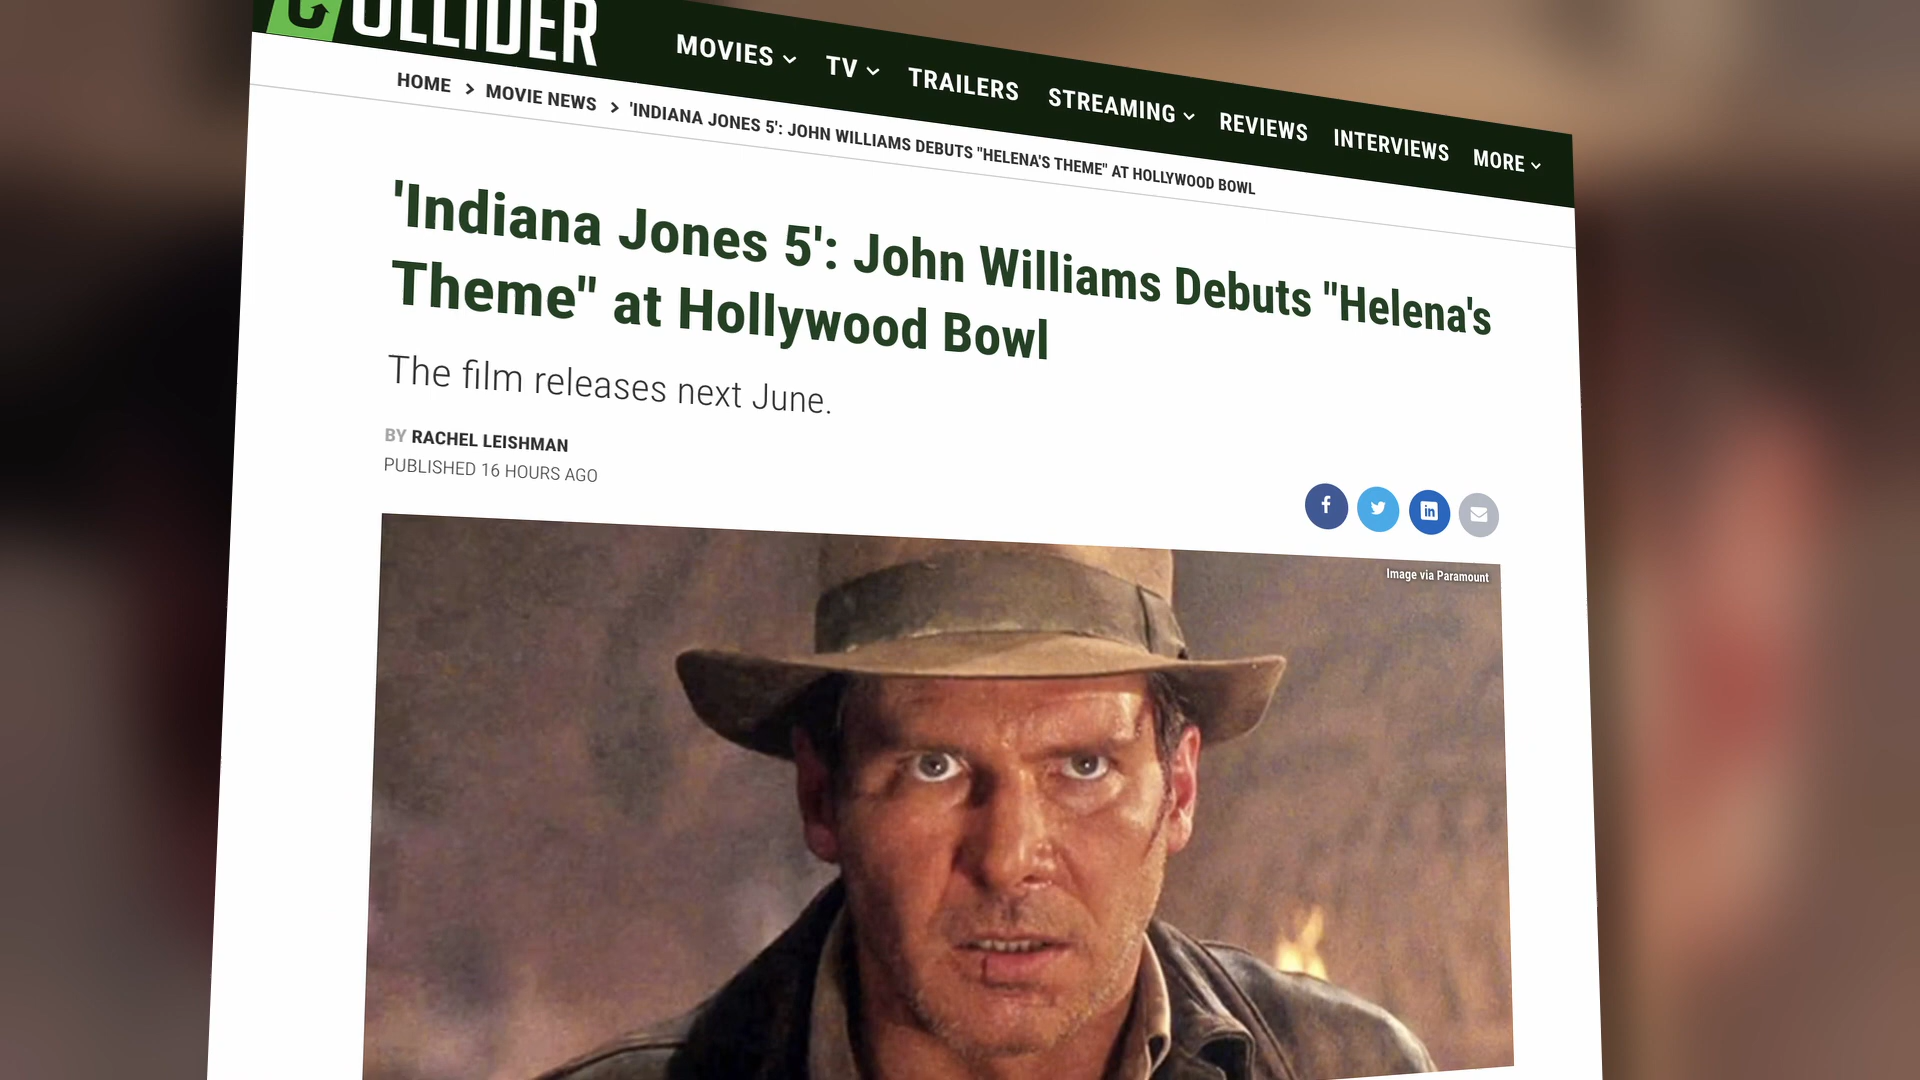 COLLIDER
MOVIES TV TRAILERS STREAMING REVIEWS INTERVIEWS MORE
HOME > MOVIE NEWS > 'INDIANA JONES 5': JOHN WILLIAMS DEBUTS "HELENA'S THEME" AT HOLLYWOOD BOWL
'Indiana Jones 5': John Williams Debuts "Helena's
Theme" at Hollywood Bowl
The film releases next June.
BY RACHEL LEISHMAN
PUBLISHED 16 HOURS AGO
f
in
Image via Paramount